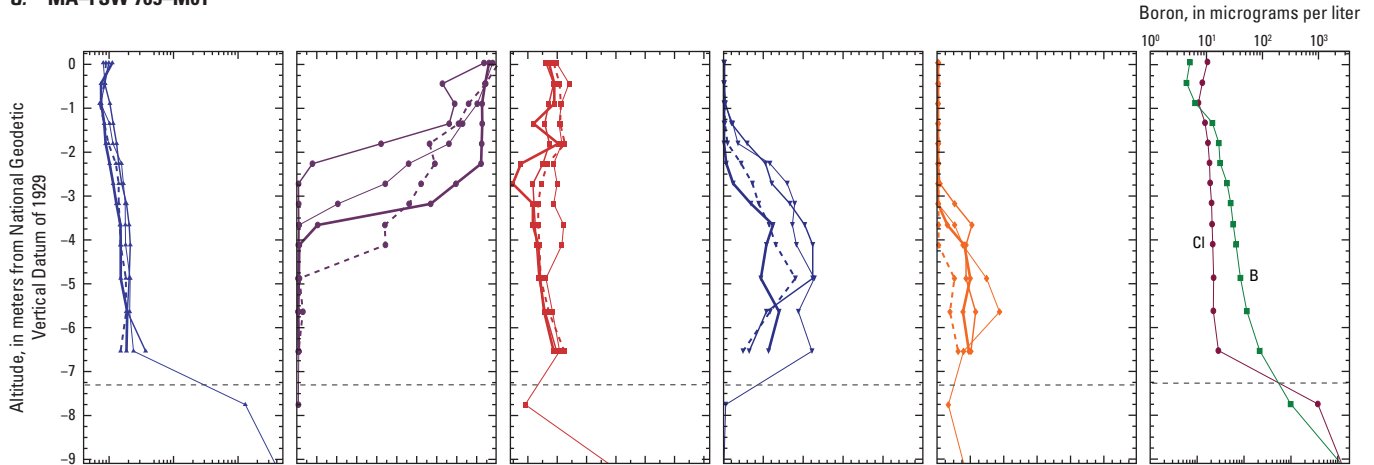 Boron, in micrograms per liter
10⁰ 10¹ 10² 10³
Altitude, in meters from National Geodetic
Vertical Datum of 1929
0
–1
–2
–3
–4
–5
–6
–7
–8
–9
Cl
B